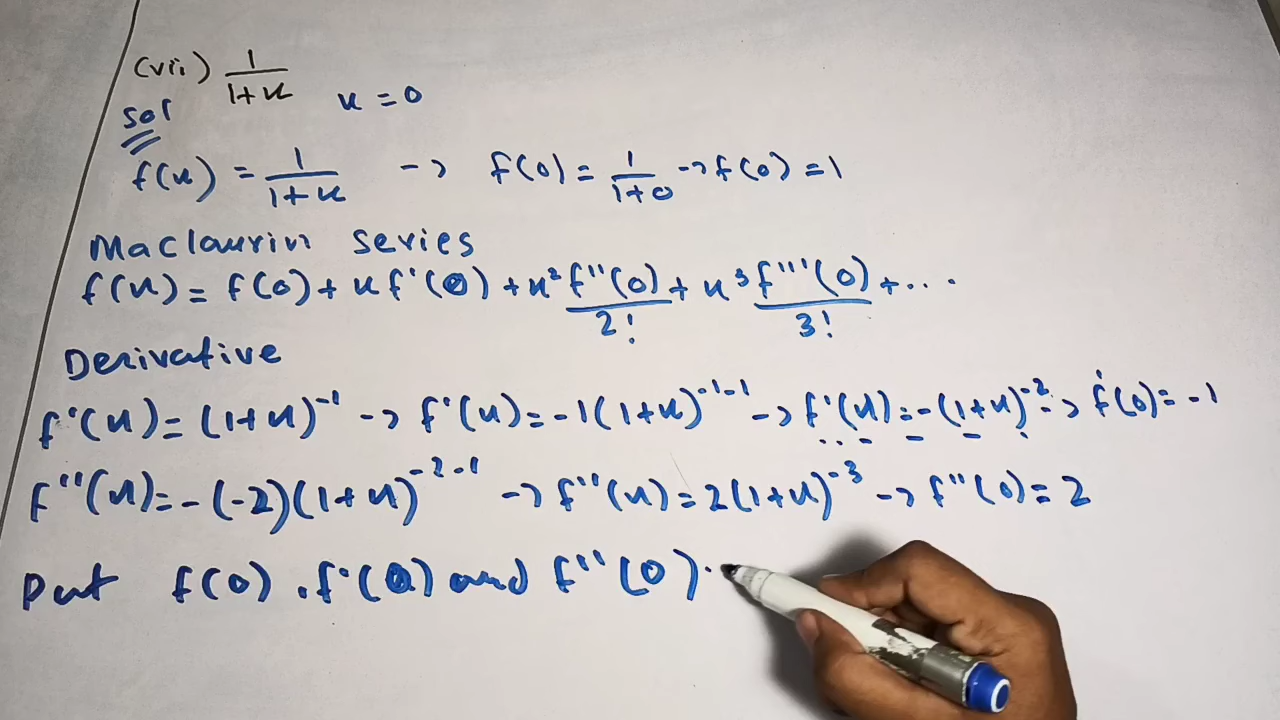 (vii) 1/(1+x) x = 0
Sol
f(x) = 1/(1+x) -> f(0) = 1/(1+0) -> f(0) = 1
Maclaurin series
f(x) = f(0) + x f'(0) + x² f''(0)/2! + x³ f'''(0)/3! + ...
Derivative
f'(x) = (1+x)⁻¹ -> f'(x) = -1(1+x)⁻¹⁻¹ -> f'(x) = -(1+x)⁻² -> f'(0) = -1
f''(x) = -(-2)(1+x)⁻²⁻¹ -> f''(x) = 2(1+x)⁻³ -> f''(0) = 2
Put f(0) , f'(0) and f''(0)